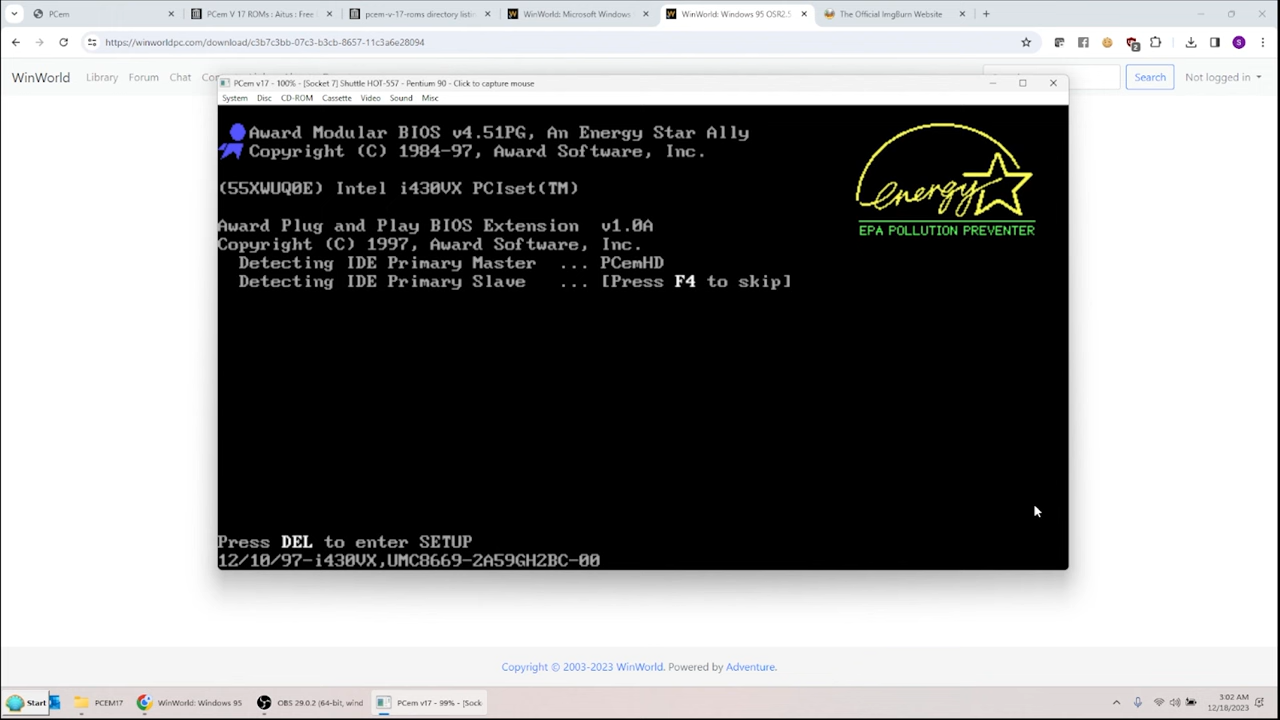 PCem
PCem V 17 ROMs : Aitus : Free
pcem-v-17-roms directory listin
WinWorld: Microsoft Windows
WinWorld: Windows 95 OSR2.5
The Official ImgBurn Website
https://winworldpc.com/download/c3b7c3bb-07c3-b3cb-8657-11c3a6e28094
2
S
WinWorld
Library
Forum
Chat
Search
Not logged in
PCem v17 - 100% - [Socket 7] Shuttle HOT-557 - Pentium 90 - Click to capture mouse
System Disc CD-ROM Cassette Video Sound Misc
Award Modular BIOS v4.51PG, An Energy Star Ally
Copyright (C) 1984-97, Award Software, Inc.
energy
EPA POLLUTION PREVENTER
(55XWUQ0E) Intel i430VX PCIset(TM)
Award Plug and Play BIOS Extension v1.0A
Copyright (C) 1997, Award Software, Inc.
Detecting IDE Primary Master ... PCemHD
Detecting IDE Primary Slave ... [Press F4 to skip]
Press DEL to enter SETUP
12/10/97-i430VX,UMC8669-2A59GH2BC-00
Copyright © 2003-2023 WinWorld. Powered by Adventure.
Start
PCEM17
WinWorld: Windows 95
OBS 29.0.2 (64-bit, wind
PCem v17 - 99% - [Sock
3:02 AM
12/18/2023